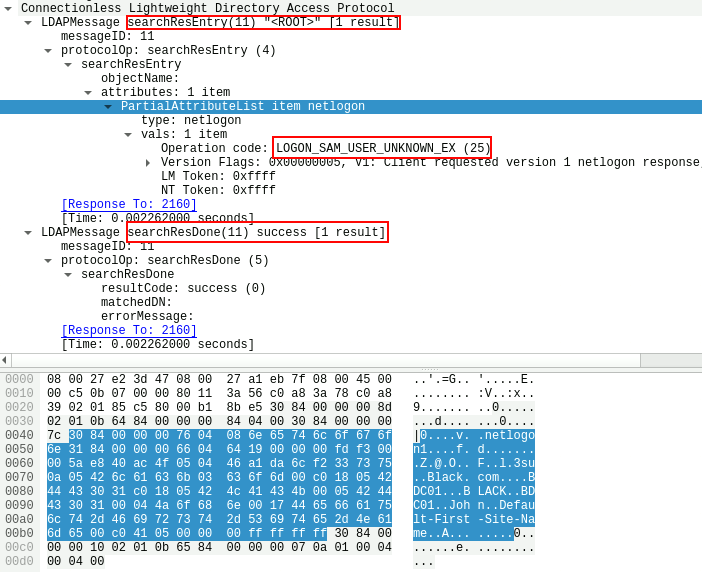 Connectionless Lightweight Directory Access Protocol
LDAPMessage searchResEntry(11) "<ROOT>" [1 result]
messageID: 11
protocolOp: searchResEntry (4)
searchResEntry
objectName:
attributes: 1 item
PartialAttributeList item netlogon
type: netlogon
vals: 1 item
Operation code: LOGON_SAM_USER_UNKNOWN_EX (25)
Version Flags: 0x00000005, V1: Client requested version 1 netlogon response,
LM Token: 0xffff
NT Token: 0xffff
[Response To: 2160]
[Time: 0.002262000 seconds]
LDAPMessage searchResDone(11) success [1 result]
messageID: 11
protocolOp: searchResDone (5)
searchResDone
resultCode: success (0)
matchedDN:
errorMessage:
[Response To: 2160]
[Time: 0.002262000 seconds]
0000 08 00 27 e2 3d 47 08 00 27 a1 eb 7f 08 00 45 00 ..'.=G.. '.....E.
0010 00 c5 0b 07 00 00 80 11 3a 56 c0 a8 3a 78 c0 a8 ........ :V..:x..
0020 39 02 01 85 c5 80 00 b1 8b e5 30 84 00 00 00 8d 9....... ..0.....
0030 02 01 0b 64 84 00 00 00 84 04 00 30 84 00 00 00 ...d.... ...0....
0040 7c 30 84 00 00 00 76 04 08 6e 65 74 6c 6f 67 6f |0....v. .netlogo
0050 6e 31 84 00 00 00 66 04 64 19 00 00 00 fd f3 00 n1....f. d.......
0060 00 5a e8 40 ac 4f 05 04 46 a1 da 6c f2 33 73 75 .Z.@.O.. F..l.3su
0070 0a 05 42 6c 61 63 6b 03 63 6f 6d 00 c0 18 05 42 ..Black. com....B
0080 44 43 30 31 c0 18 05 42 4c 41 43 4b 00 05 42 44 DC01...B LACK..BD
0090 43 30 31 00 04 4a 6f 68 6e 00 17 44 65 66 61 75 C01..Joh n..Defau
00a0 6c 74 2d 46 69 72 73 74 2d 53 69 74 65 2d 4e 61 lt-First -Site-Na
00b0 6d 65 00 c0 41 05 00 00 00 ff ff ff ff 30 84 00 me..A... .....0..
00c0 00 00 10 02 01 0b 65 84 00 00 00 07 0a 01 00 04 ......e. ........
00d0 00 04 00 ...